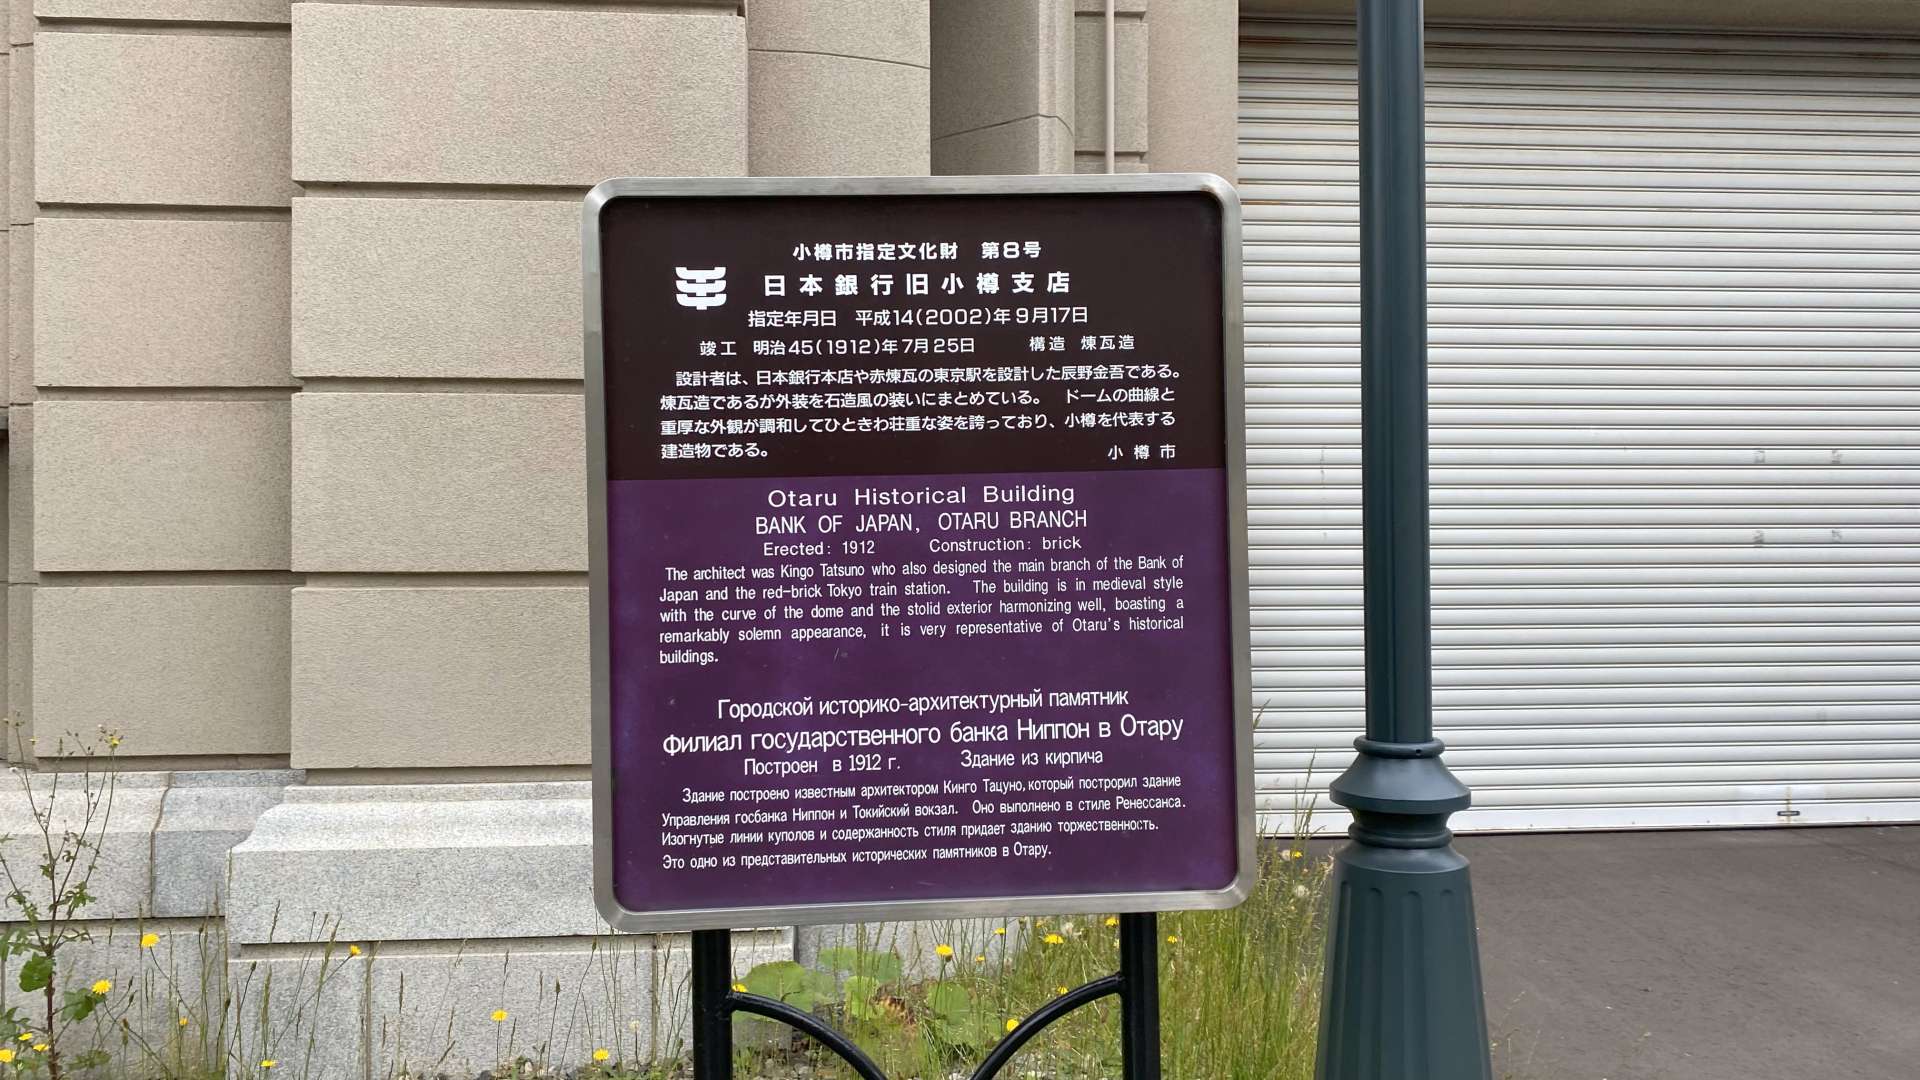 小樽市指定文化財　第8号
日本銀行旧小樽支店
指定年月日　平成14(2002)年9月17日
竣工　明治45(1912)年7月25日　構造　煉瓦造
設計者は、日本銀行本店や赤煉瓦の東京駅を設計した辰野金吾である。
煉瓦造であるが外装を石造風の装いにまとめている。　ドームの曲線と
重厚な外観が調和してひときわ荘重な姿を誇っており、小樽を代表する
建造物である。
小樽市
Otaru Historical Building
BANK OF JAPAN, OTARU BRANCH
Erected: 1912 Construction: brick
The architect was Kingo Tatsuno who also designed the main branch of the Bank of
Japan and the red-brick Tokyo train station. The building is in medieval style
with the curve of the dome and the stolid exterior harmonizing well, boasting a
remarkably solemn appearance, it is very representative of Otaru's historical
buildings.
Городской историко-архитектурный памятник
Филиал государственного банка Ниппон в Отару
Построен в 1912 г. Здание из кирпича
Здание построено известным архитектором Кинго Тацуно, который построрил здание
Управления госбанка Ниппон и Токийский вокзал. Оно выполнено в стиле Ренессанса.
Изогнутые линии куполов и содержанность стиля придает зданию торжественность.
Это одно из представительных исторических памятников в Отару.